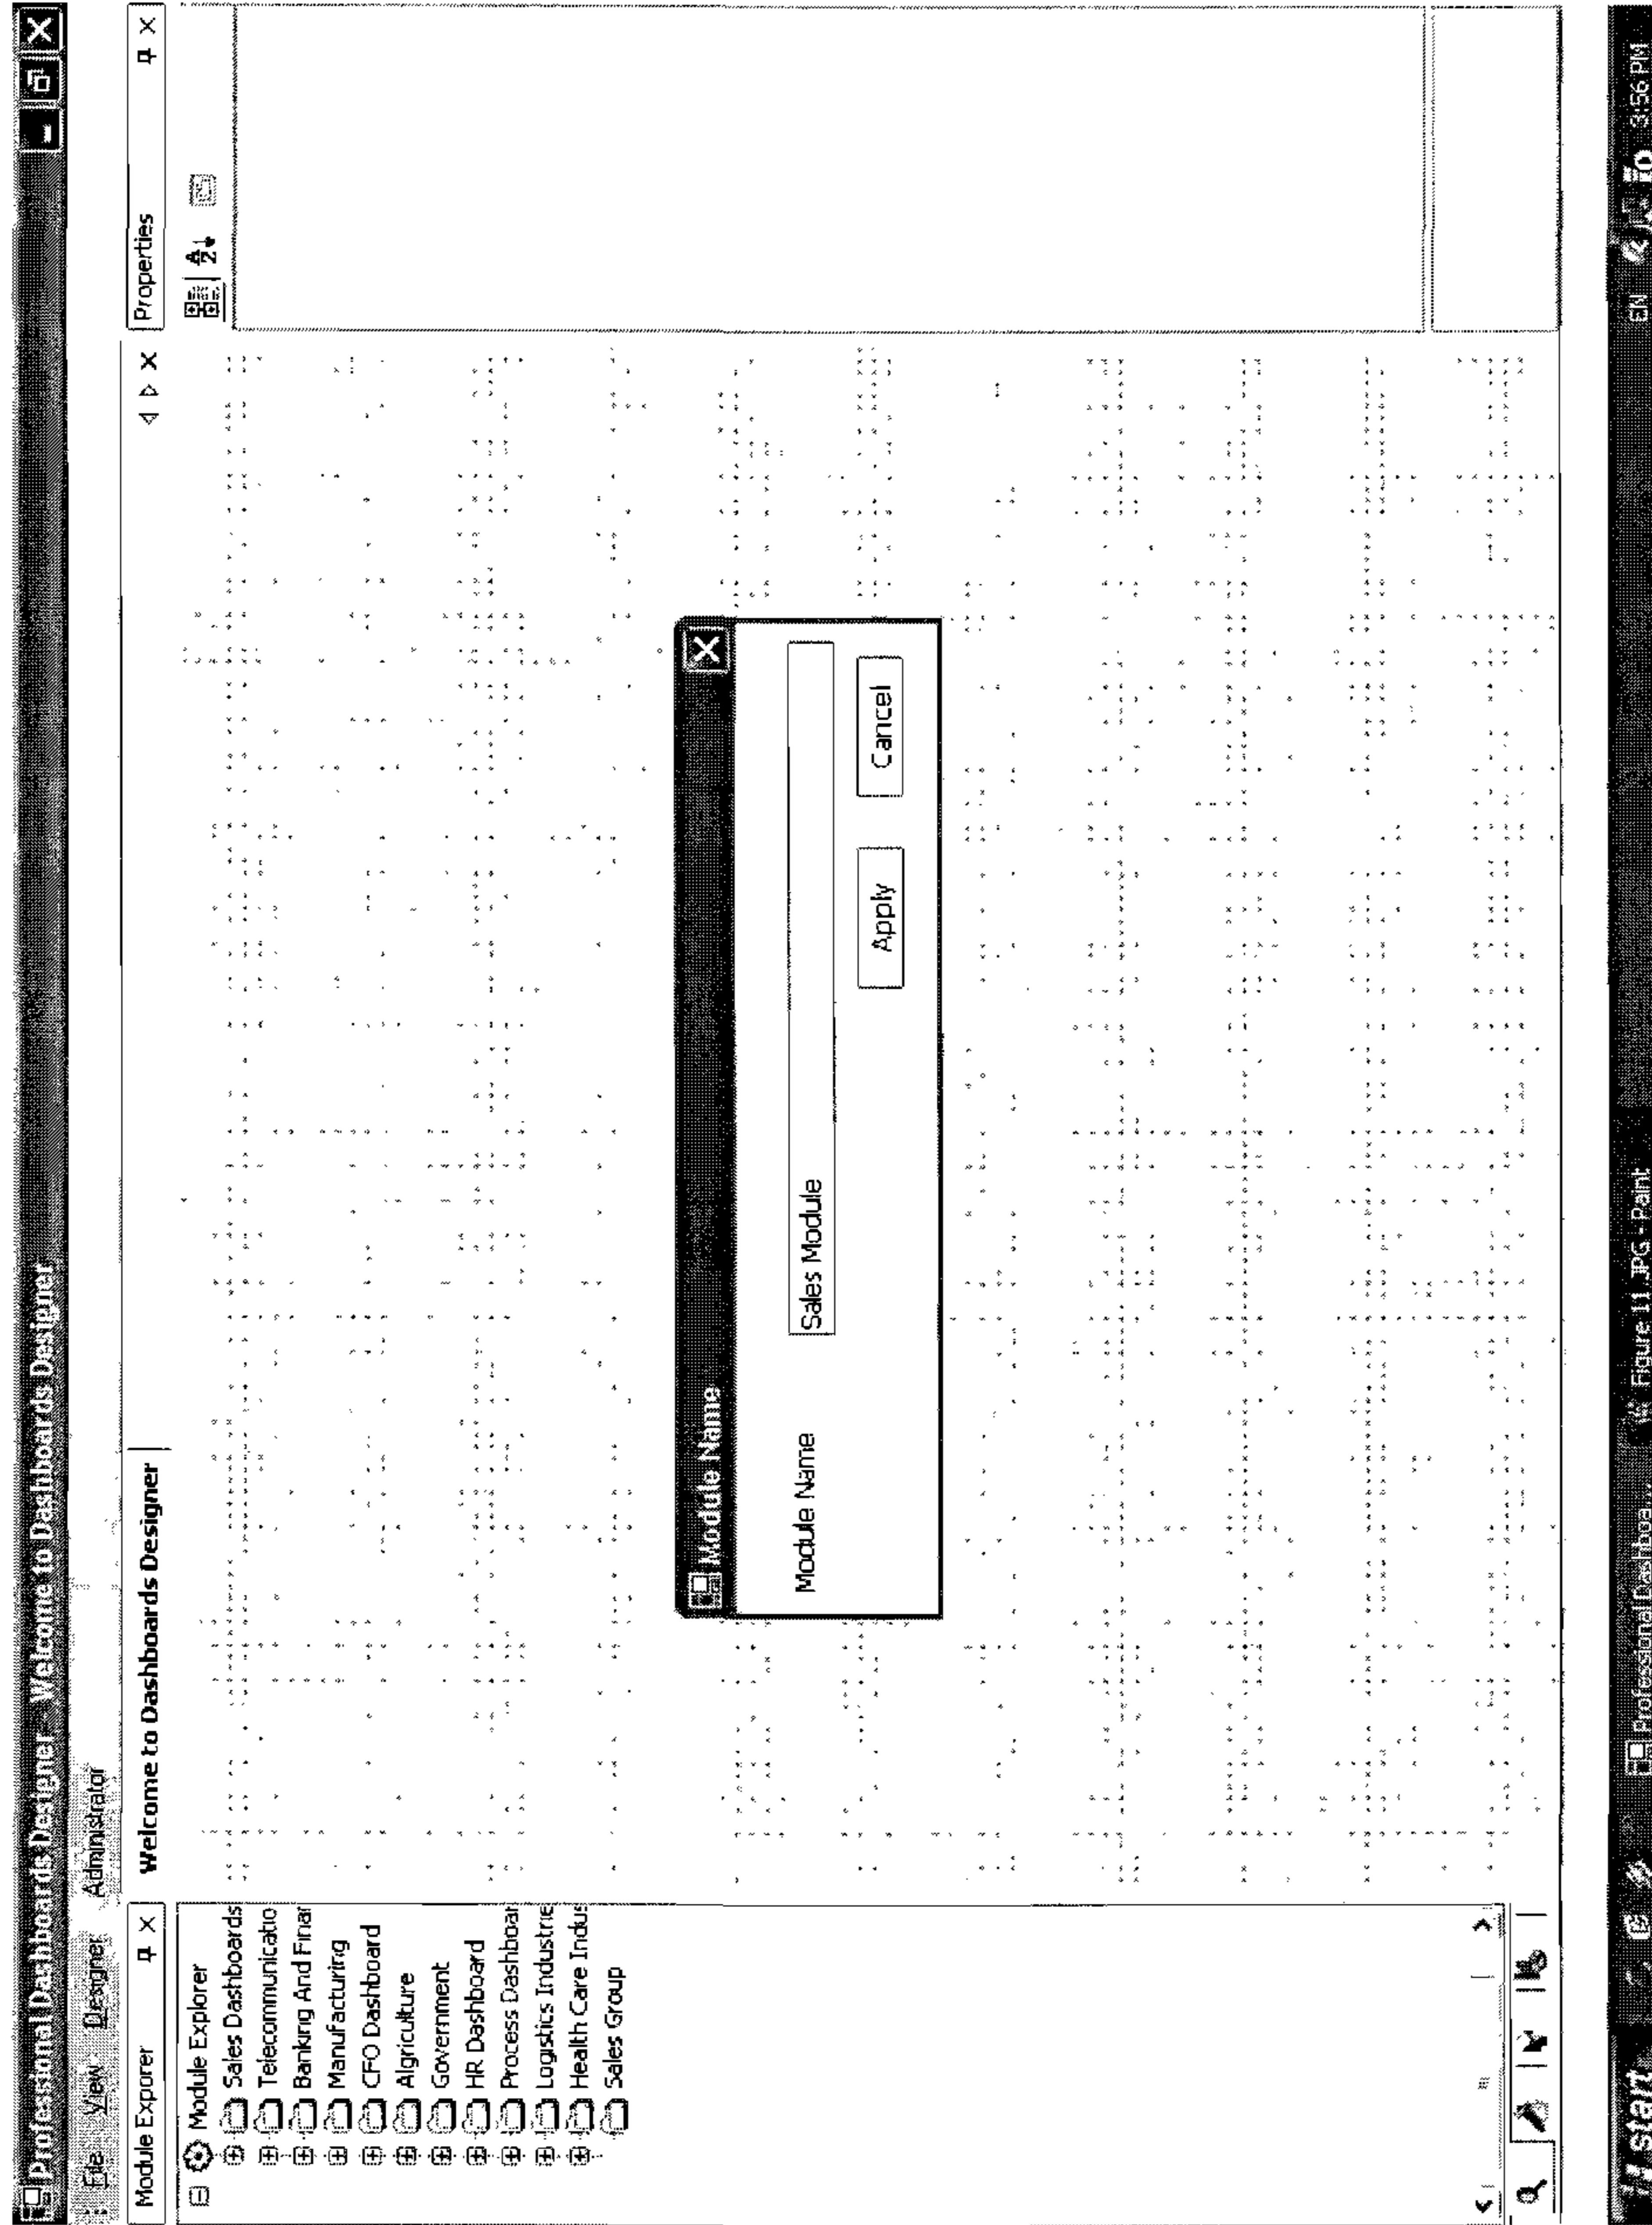 Professional Dashboards Designer - Welcome to Dashboards Designer
File View Designer Administrator
Module Exporer
Welcome to Dashboards Designer
Properties
Module Explorer
Sales Dashboards
Telecommunicatio
Banking And Finar
Manufacturing
CFO Dashboard
Algriculture
Government
HR Dashboard
Process Dashboar
Logistics Industrie
Health Care Indus
Sales Group
Module Name
Module Name
Sales Module
Apply Cancel
start
Professional Dashboa...
Figure 11.JPG - Paint
EN
3:56 PM